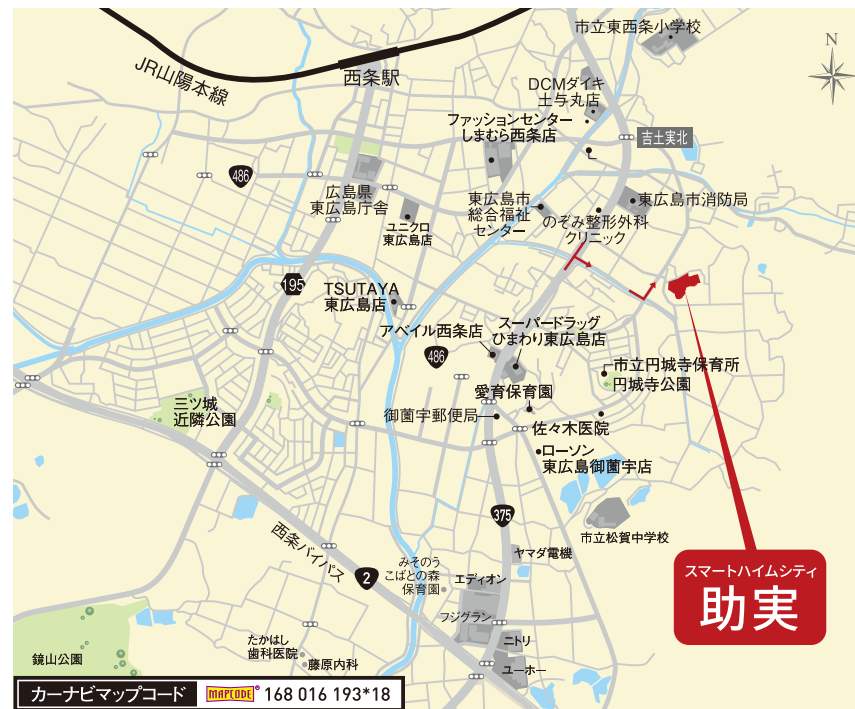 市立東西条小学校
N
JR山陽本線
西条駅
DCMダイキ
土与丸店
ファッションセンター
しまむら西条店
吉土実北
486
広島県
東広島庁舎
ユニクロ
東広島店
東広島市
総合福祉
センター
東広島市消防局
のぞみ整形外科
クリニック
195
TSUTAYA
東広島店
アベイル西条店
スーパードラッグ
ひまわり東広島店
486
市立円城寺保育所
円城寺公園
愛育保育園
三ツ城
近隣公園
御薗宇郵便局
佐々木医院
ローソン
東広島御薗宇店
375
市立松賀中学校
西条バイパス
2
ヤマダ電機
みそのう
こばとの森
保育園
エディオン
フジグラン
ニトリ
ユーホー
スマートハイムシティ
助実
たかはし
歯科医院
藤原内科
鏡山公園
カーナビマップコード
MAPCODE® 168 016 193*18